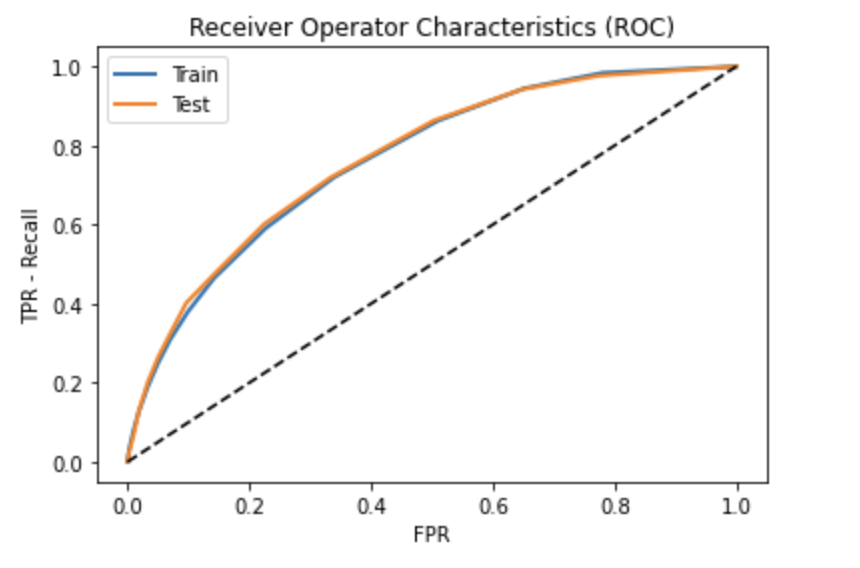 Receiver Operator Characteristics (ROC)
Train
Test
1.0
0.8
0.6
0.4
0.2
0.0
TPR - Recall
0.0 0.2 0.4 0.6 0.8 1.0
FPR